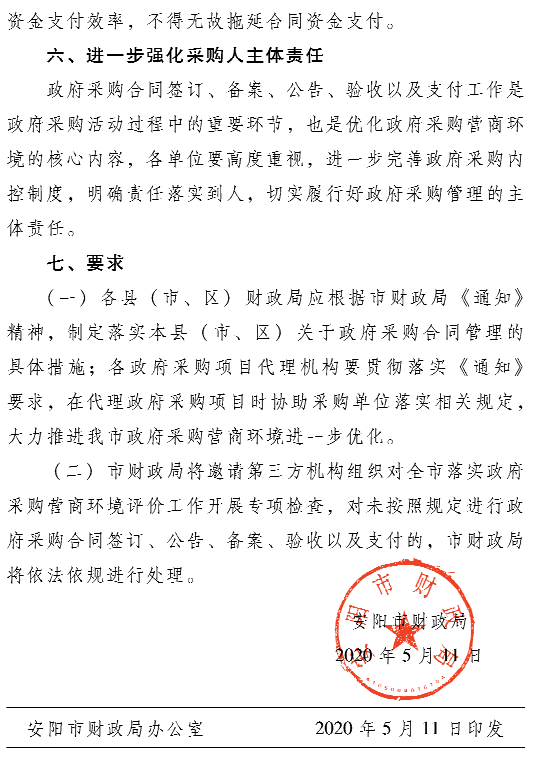 资金支付效率，不得无故拖延合同资金支付。
六、进一步强化采购人主体责任
政府采购合同签订、备案、公告、验收以及支付工作是
政府采购活动过程中的重要环节，也是优化政府采购营商环
境的核心内容，各单位要高度重视，进一步完善政府采购内
控制度，明确责任落实到人，切实履行好政府采购管理的主
体责任。
七、要求
（一）各县（市、区）财政局应根据市财政局《通知》
精神，制定落实本县（市、区）关于政府采购合同管理的
具体措施；各政府采购项目代理机构要贯彻落实《通知》
要求，在代理政府采购项目时协助采购单位落实相关规定，
大力推进我市政府采购营商环境进一步优化。
（二）市财政局将邀请第三方机构组织对全市落实政府
采购营商环境评价工作开展专项检查，对未按照规定进行政
府采购合同签订、公告、备案、验收以及支付的，市财政局
将依法依规进行处理。
安阳市财政局
安阳市财政局
2020 年 5 月 11 日
安阳市财政局办公室 2020 年 5 月 11 日印发